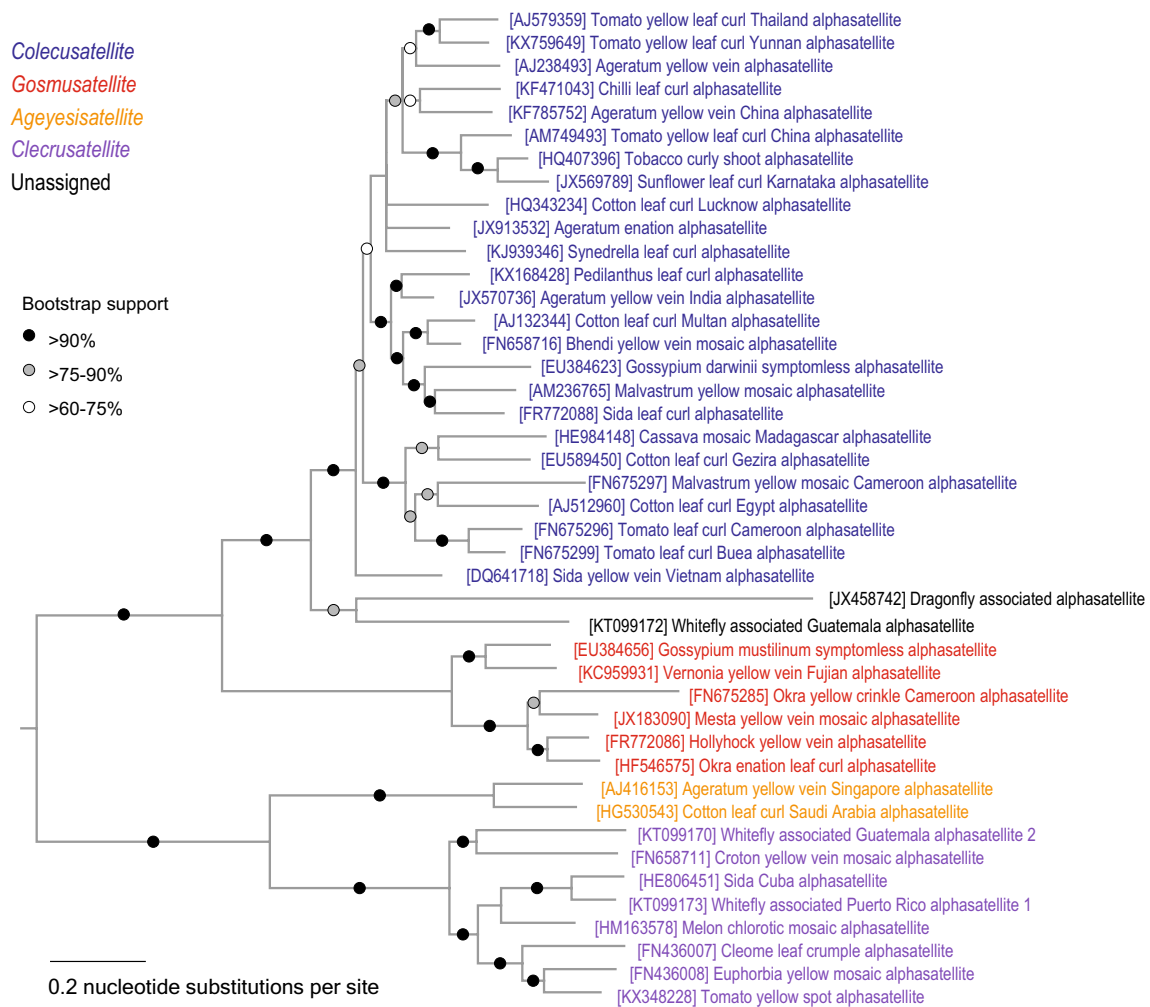 Colecusatellite
Gosmusatellite
Ageyesisatellite
Clecrusatellite
Unassigned
Bootstrap support
>90%
>75-90%
>60-75%
[AJ579359] Tomato yellow leaf curl Thailand alphasatellite
[KX759649] Tomato yellow leaf curl Yunnan alphasatellite
[AJ238493] Ageratum yellow vein alphasatellite
[KF471043] Chilli leaf curl alphasatellite
[KF785752] Ageratum yellow vein China alphasatellite
[AM749493] Tomato yellow leaf curl China alphasatellite
[HQ407396] Tobacco curly shoot alphasatellite
[JX569789] Sunflower leaf curl Karnataka alphasatellite
[HQ343234] Cotton leaf curl Lucknow alphasatellite
[JX913532] Ageratum enation alphasatellite
[KJ939346] Synedrella leaf curl alphasatellite
[KX168428] Pedilanthus leaf curl alphasatellite
[JX570736] Ageratum yellow vein India alphasatellite
[AJ132344] Cotton leaf curl Multan alphasatellite
[FN658716] Bhendi yellow vein mosaic alphasatellite
[EU384623] Gossypium darwinii symptomless alphasatellite
[AM236765] Malvastrum yellow mosaic alphasatellite
[FR772088] Sida leaf curl alphasatellite
[HE984148] Cassava mosaic Madagascar alphasatellite
[EU589450] Cotton leaf curl Gezira alphasatellite
[FN675297] Malvastrum yellow mosaic Cameroon alphasatellite
[AJ512960] Cotton leaf curl Egypt alphasatellite
[FN675296] Tomato leaf curl Cameroon alphasatellite
[FN675299] Tomato leaf curl Buea alphasatellite
[DQ641718] Sida yellow vein Vietnam alphasatellite
[JX458742] Dragonfly associated alphasatellite
[KT099172] Whitefly associated Guatemala alphasatellite
[EU384656] Gossypium mustilinum symptomless alphasatellite
[KC959931] Vernonia yellow vein Fujian alphasatellite
[FN675285] Okra yellow crinkle Cameroon alphasatellite
[JX183090] Mesta yellow vein mosaic alphasatellite
[FR772086] Hollyhock yellow vein alphasatellite
[HF546575] Okra enation leaf curl alphasatellite
[AJ416153] Ageratum yellow vein Singapore alphasatellite
[HG530543] Cotton leaf curl Saudi Arabia alphasatellite
[KT099170] Whitefly associated Guatemala alphasatellite 2
[FN658711] Croton yellow vein mosaic alphasatellite
[HE806451] Sida Cuba alphasatellite
[KT099173] Whitefly associated Puerto Rico alphasatellite 1
[HM163578] Melon chlorotic mosaic alphasatellite
[FN436007] Cleome leaf crumple alphasatellite
[FN436008] Euphorbia yellow mosaic alphasatellite
[KX348228] Tomato yellow spot alphasatellite
0.2 nucleotide substitutions per site